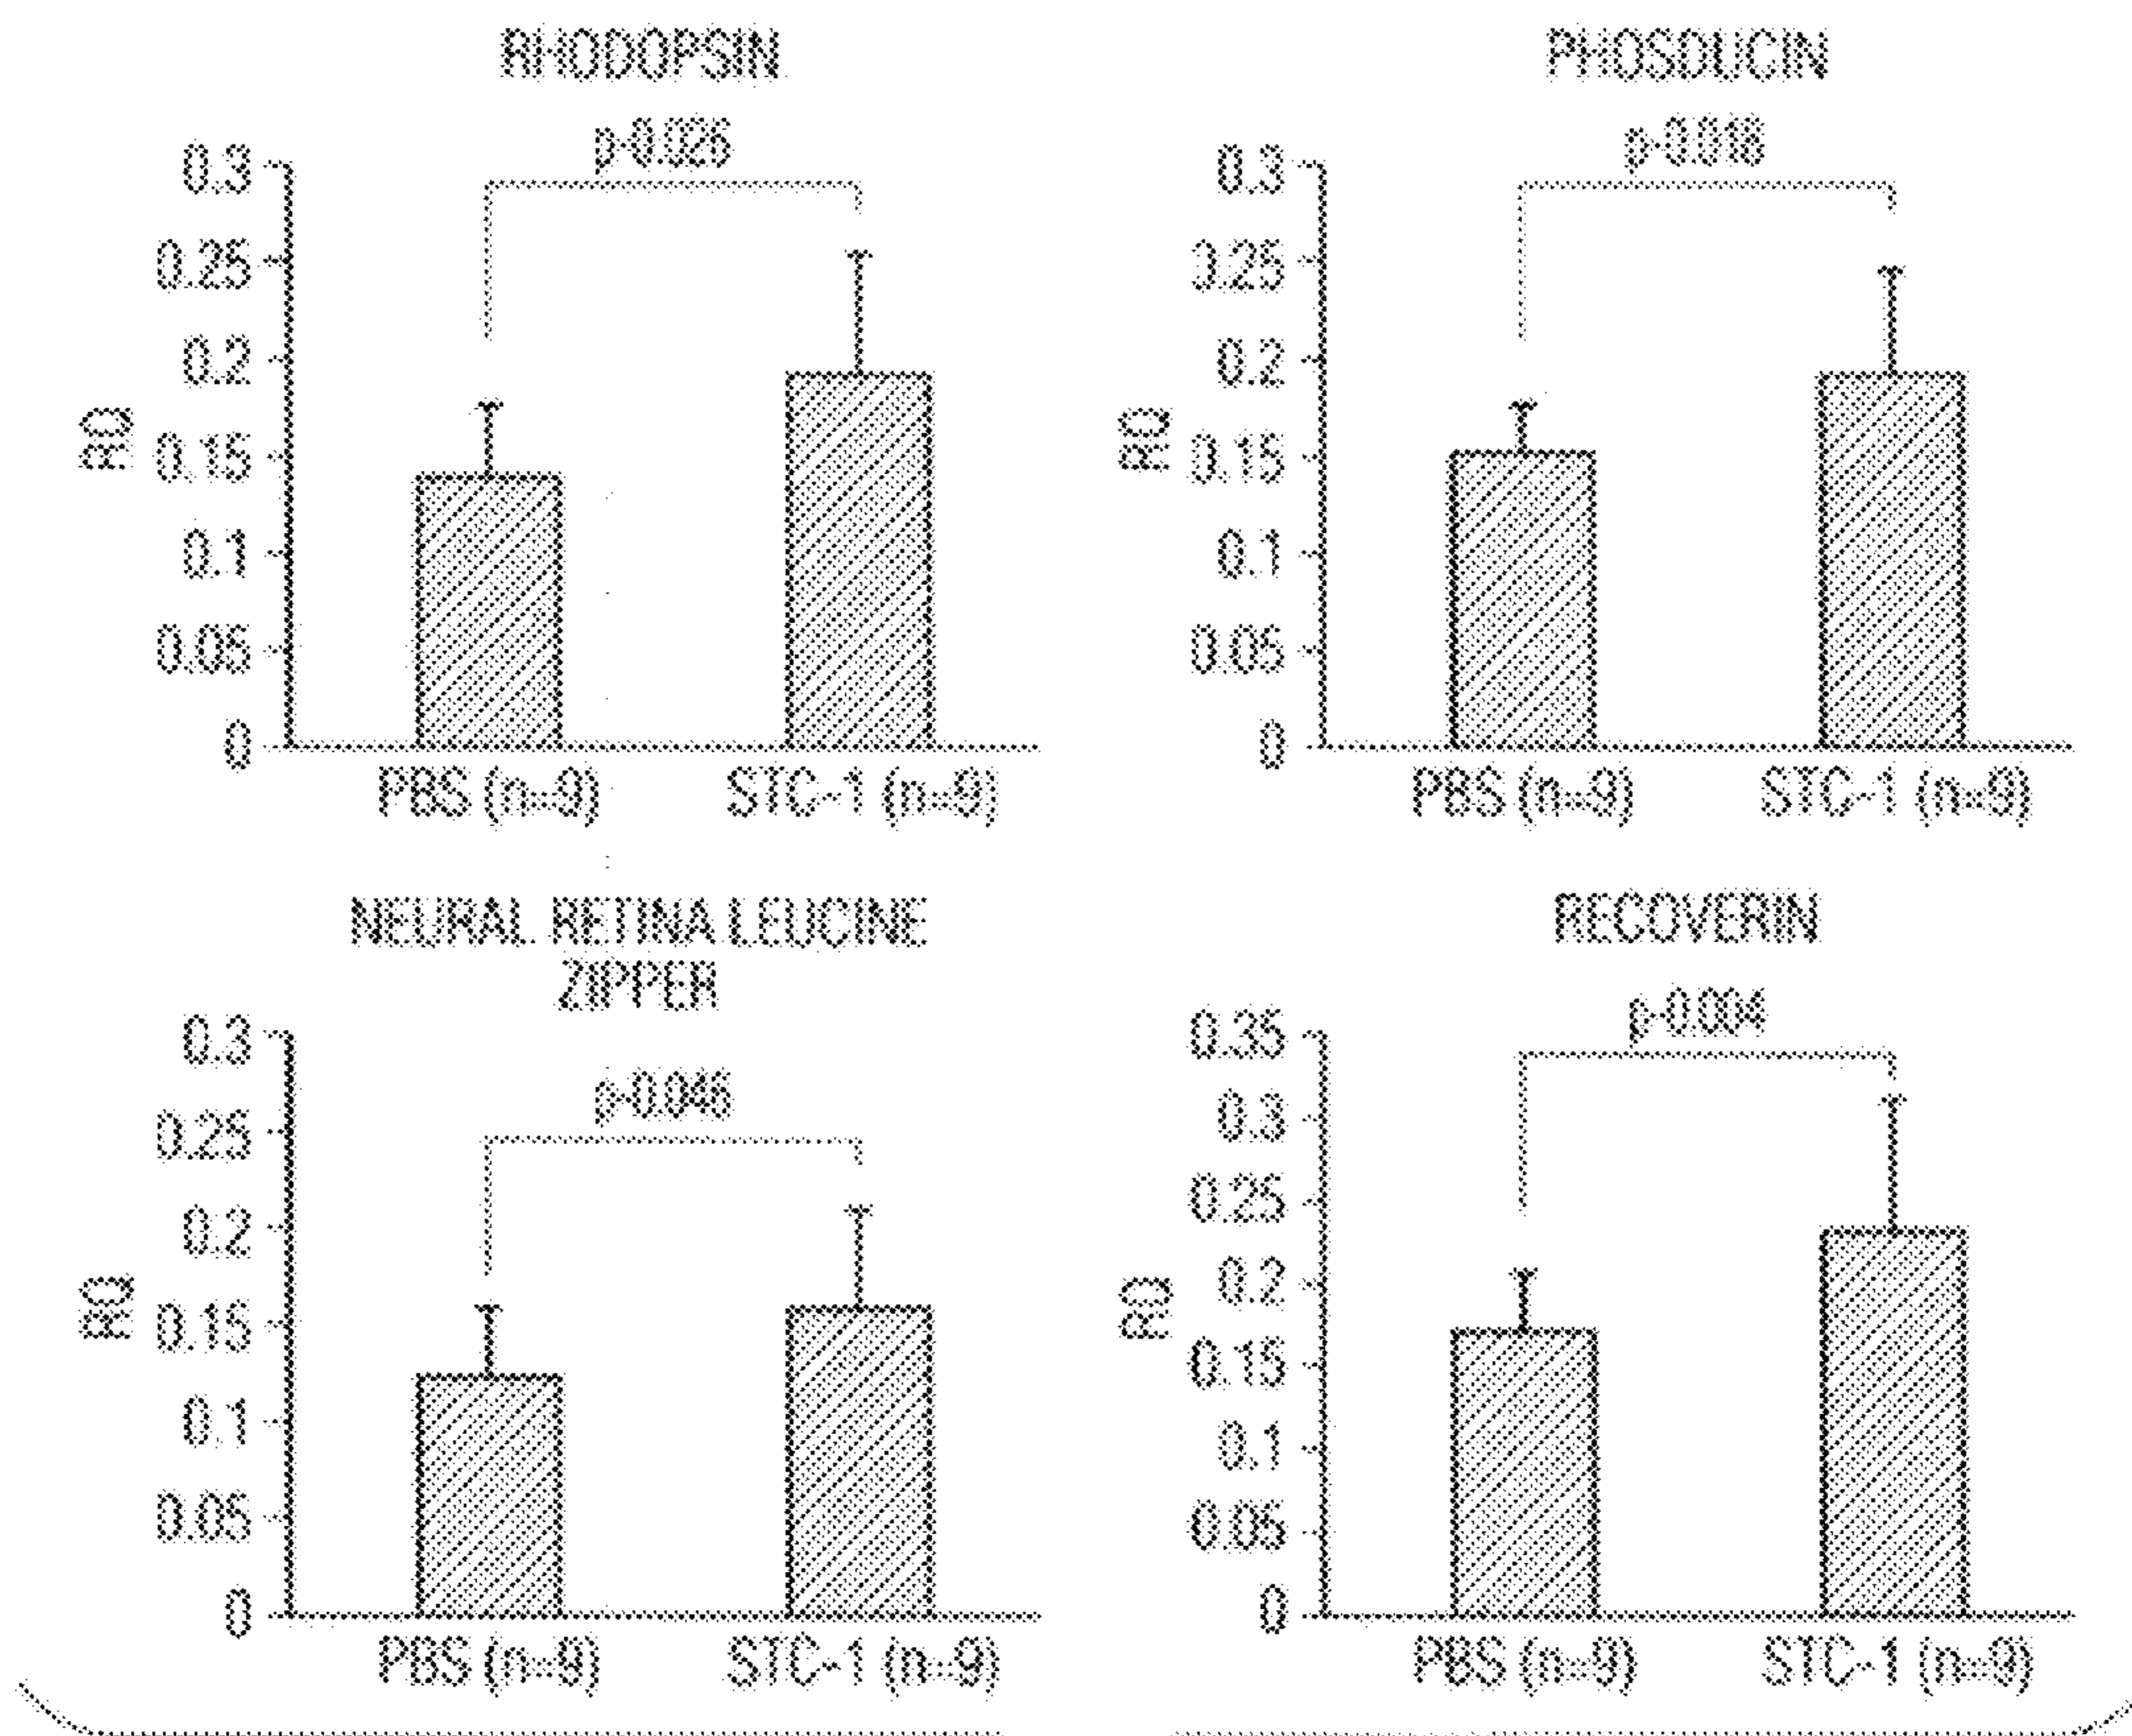 RHODOPSIN
p=0.026
0.3
0.25
0.2
0.15
0.1
0.05
0
RQ
PBS (n=9)
STC-1 (n=9)
PHOSDUCIN
p=0.018
0.3
0.25
0.2
0.15
0.1
0.05
0
RQ
PBS (n=9)
STC-1 (n=9)
NEURAL RETINA LEUCINE
ZIPPER
p=0.046
0.3
0.25
0.2
0.15
0.1
0.05
0
RQ
PBS (n=9)
STC-1 (n=9)
RECOVERIN
p=0.004
0.35
0.3
0.25
0.2
0.15
0.1
0.05
0
RQ
PBS (n=9)
STC-1 (n=9)